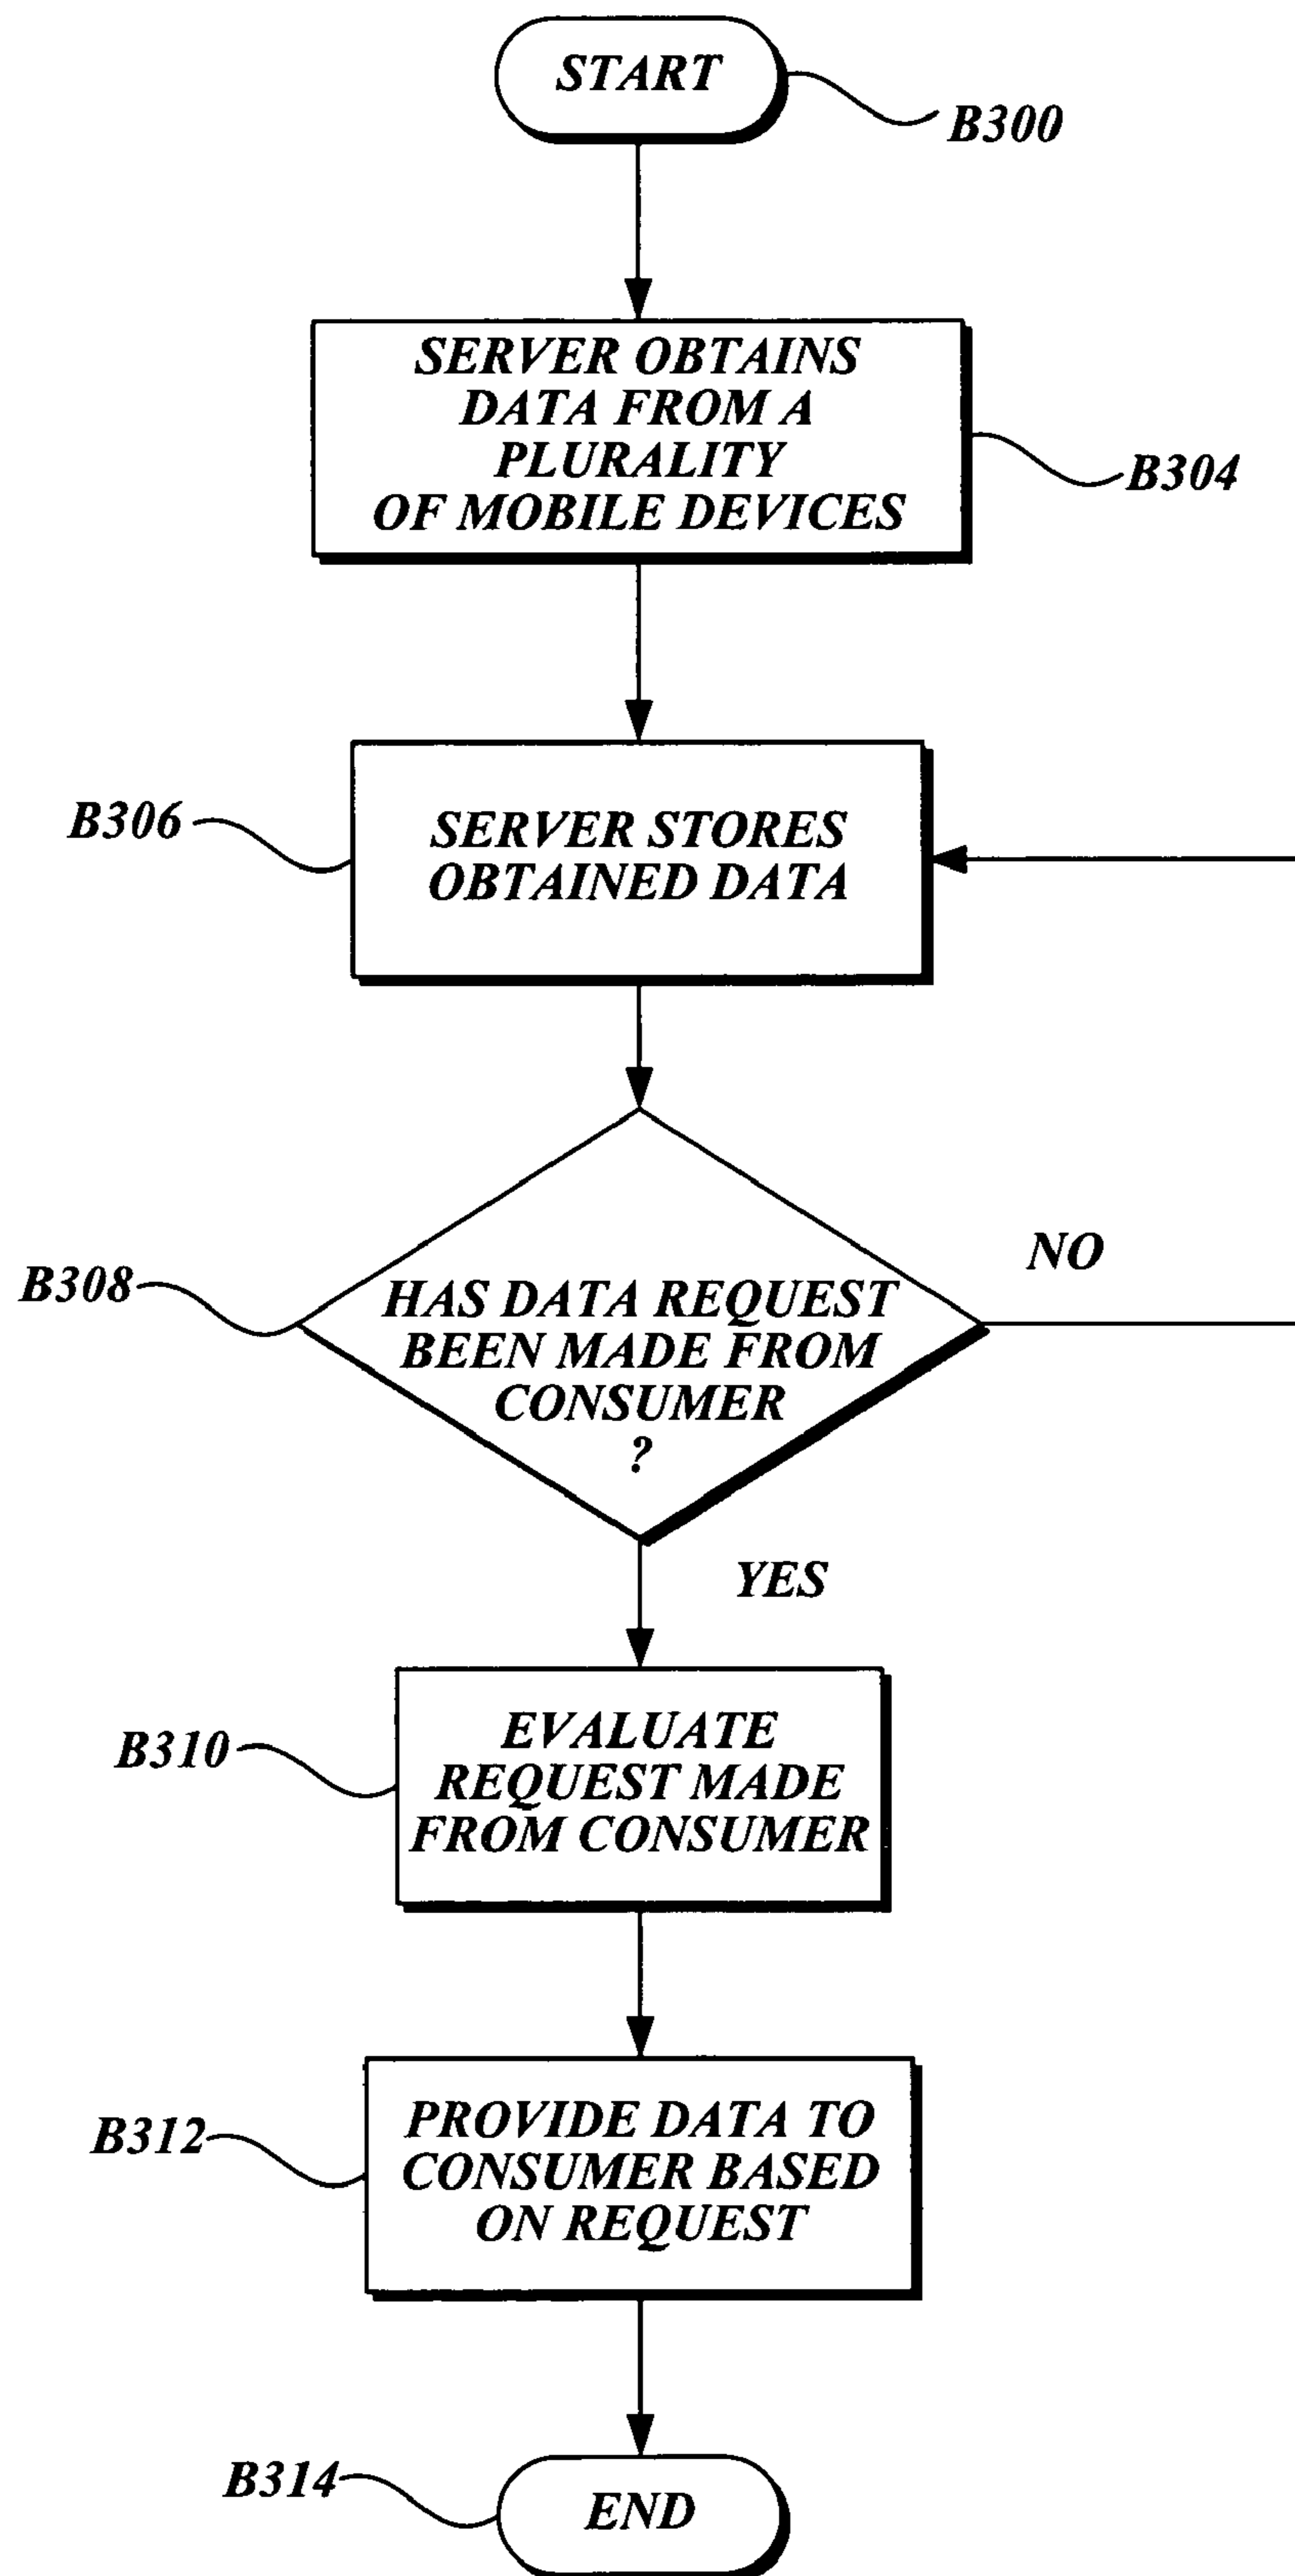 START
B300
SERVER OBTAINS
DATA FROM A
PLURALITY
OF MOBILE DEVICES
B304
B306
SERVER STORES
OBTAINED DATA
B308
HAS DATA REQUEST
BEEN MADE FROM
CONSUMER
?
NO
YES
B310
EVALUATE
REQUEST MADE
FROM CONSUMER
B312
PROVIDE DATA TO
CONSUMER BASED
ON REQUEST
B314
END